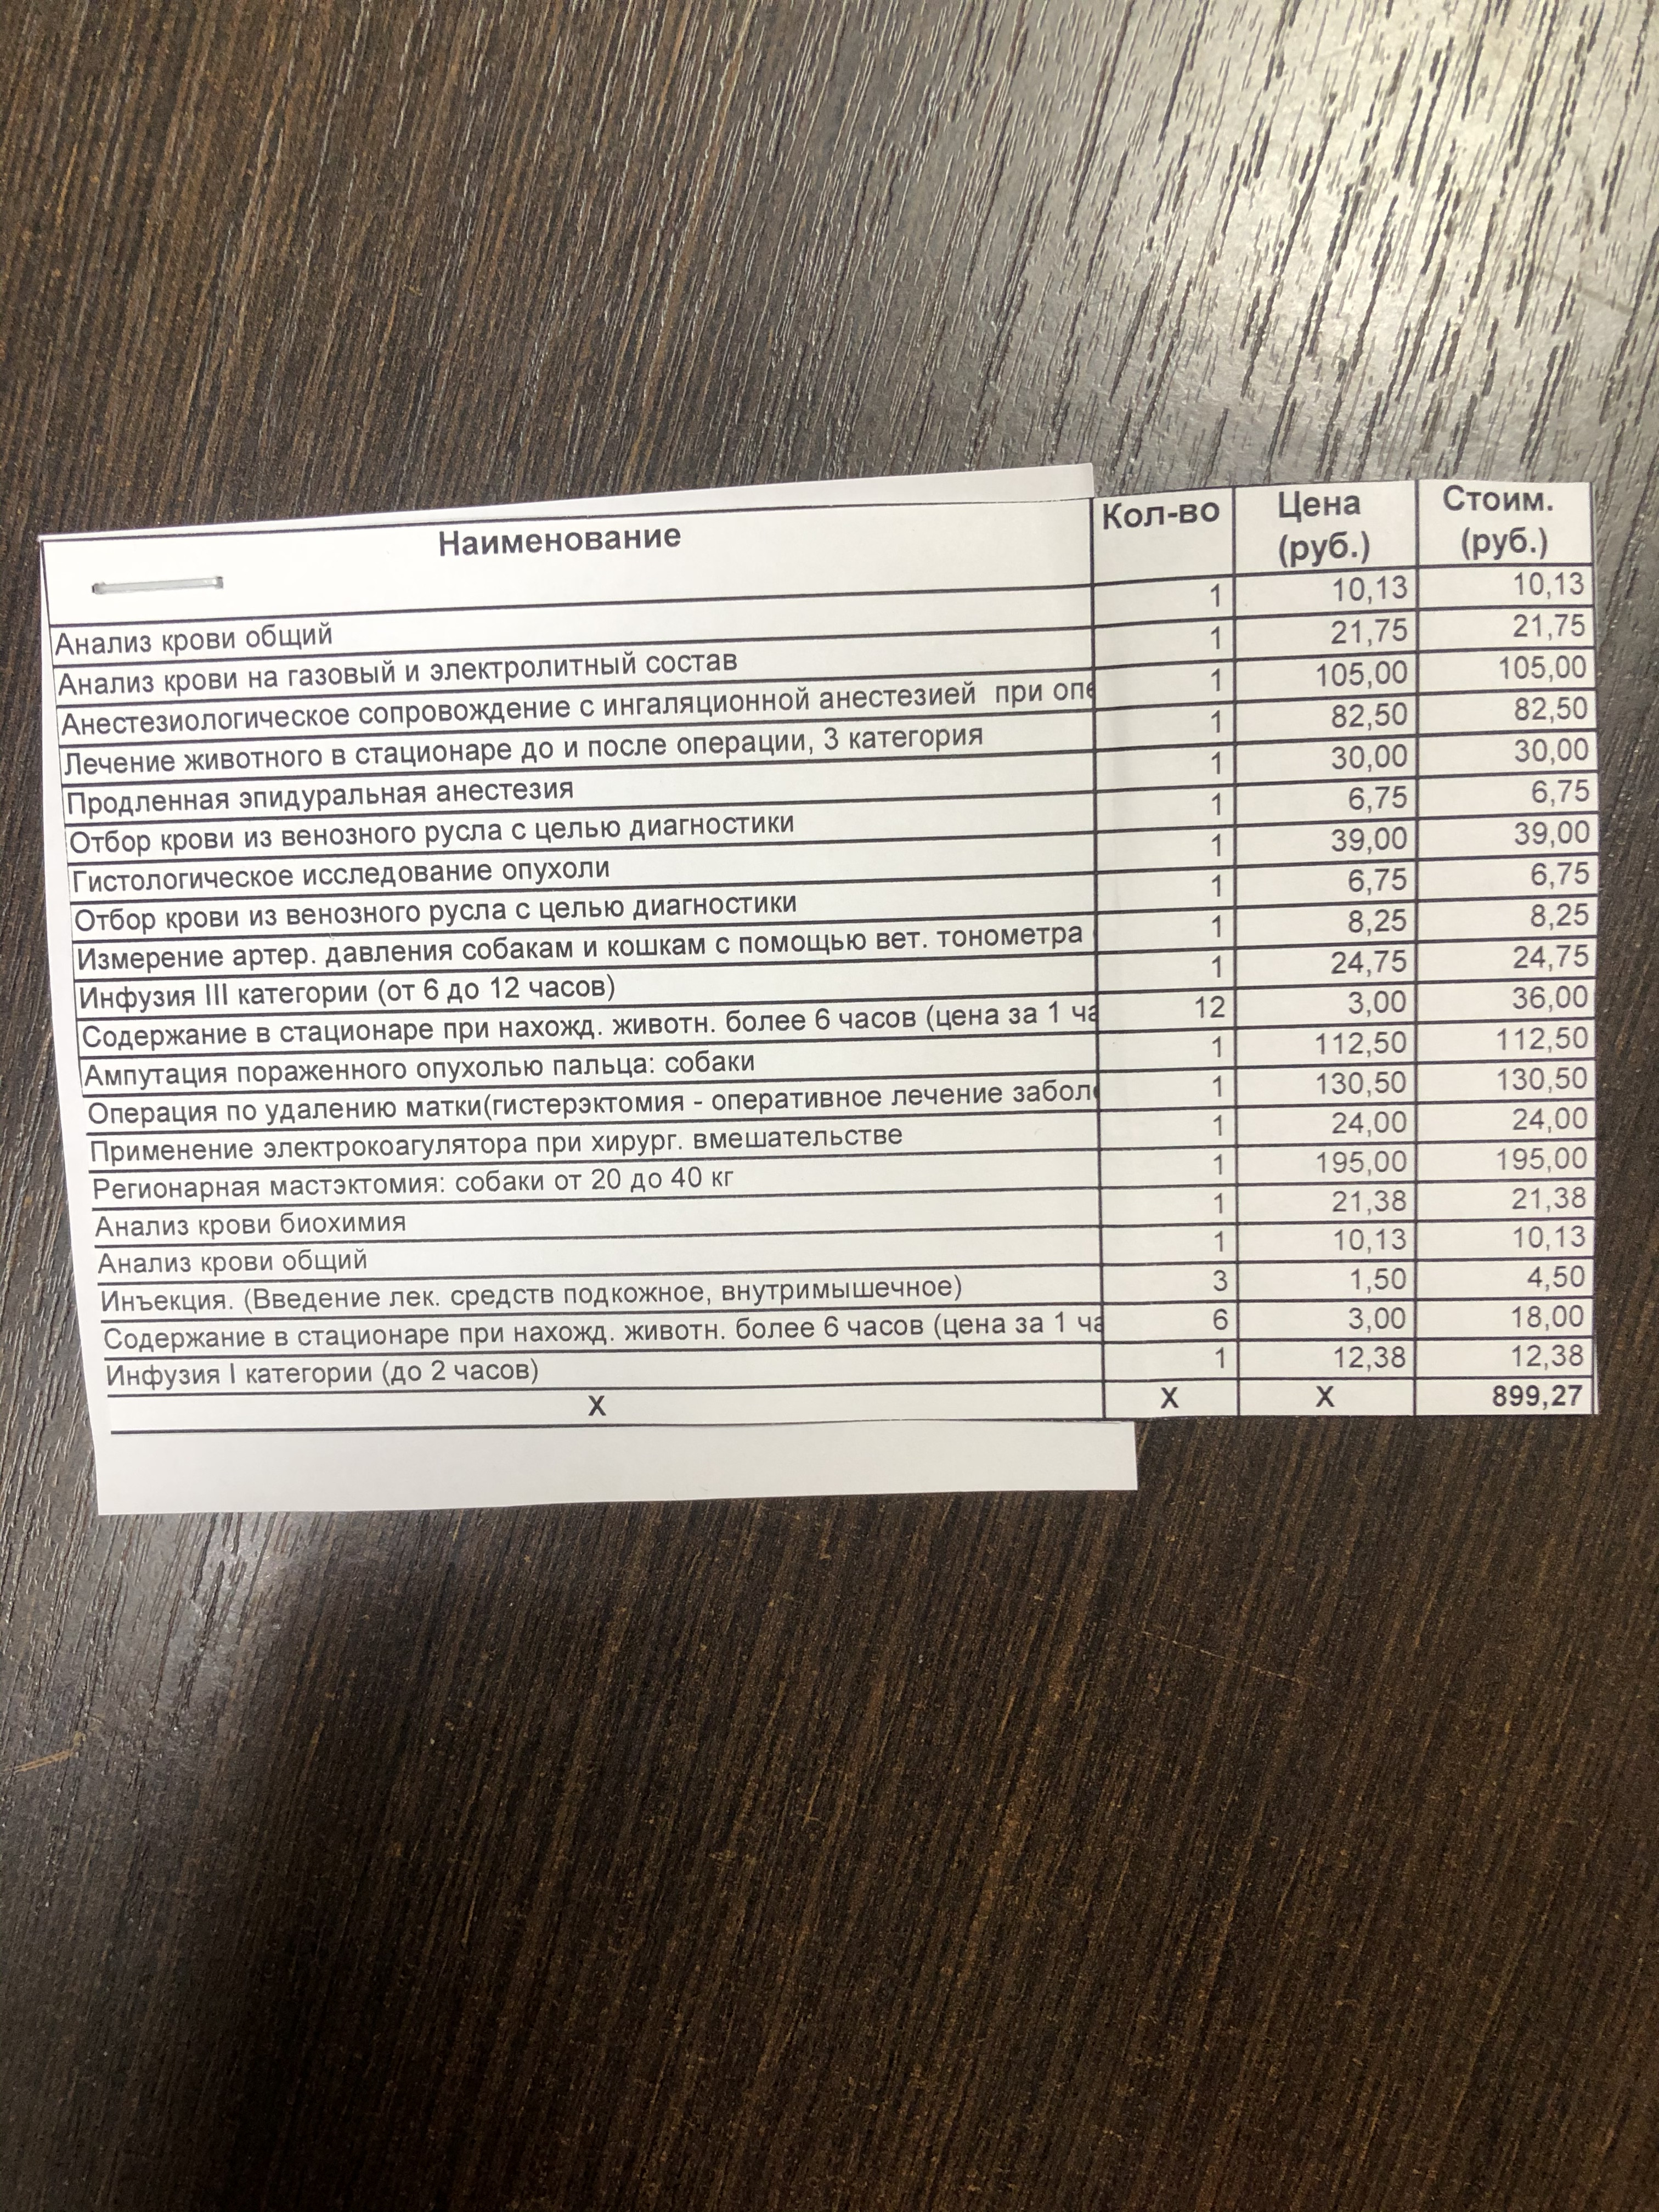 Наименование Кол-во Цена (руб.) Стоим. (руб.)
Анализ крови общий 1 10,13 10,13
Анализ крови на газовый и электролитный состав 1 21,75 21,75
Анестезиологическое сопровождение с ингаляционной анестезией при опе 1 105,00 105,00
Лечение животного в стационаре до и после операции, 3 категория 1 82,50 82,50
Продленная эпидуральная анестезия 1 30,00 30,00
Отбор крови из венозного русла с целью диагностики 1 6,75 6,75
Гистологическое исследование опухоли 1 39,00 39,00
Отбор крови из венозного русла с целью диагностики 1 6,75 6,75
Измерение артер. давления собакам и кошкам с помощью вет. тонометра 1 8,25 8,25
Инфузия III категории (от 6 до 12 часов) 1 24,75 24,75
Содержание в стационаре при нахожд. животн. более 6 часов (цена за 1 ча 12 3,00 36,00
Ампутация пораженного опухолью пальца: собаки 1 112,50 112,50
Операция по удалению матки(гистерэктомия - оперативное лечение забол 1 130,50 130,50
Применение электрокоагулятора при хирург. вмешательстве 1 24,00 24,00
Регионарная мастэктомия: собаки от 20 до 40 кг 1 195,00 195,00
Анализ крови биохимия 1 21,38 21,38
Анализ крови общий 1 10,13 10,13
Инъекция. (Введение лек. средств подкожное, внутримышечное) 3 1,50 4,50
Содержание в стационаре при нахожд. животн. более 6 часов (цена за 1 ча 6 3,00 18,00
Инфузия I категории (до 2 часов) 1 12,38 12,38
X X X 899,27